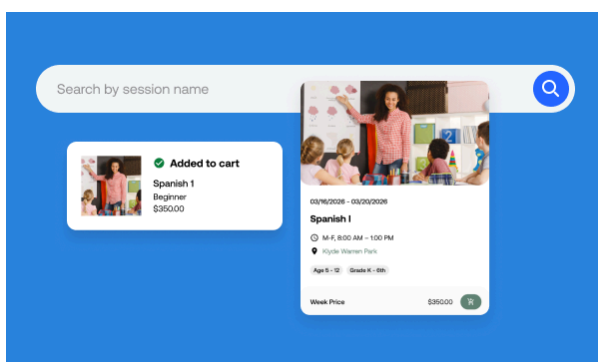 Search by session name
Added to cart
Spanish 1
Beginner
$350.00
2
03/16/2026 - 03/20/2026
Spanish I
M-F, 8:00 AM – 1:00 PM
Klyde Warren Park
Age 5 - 12
Grade K - 6th
Week Price
$350.00